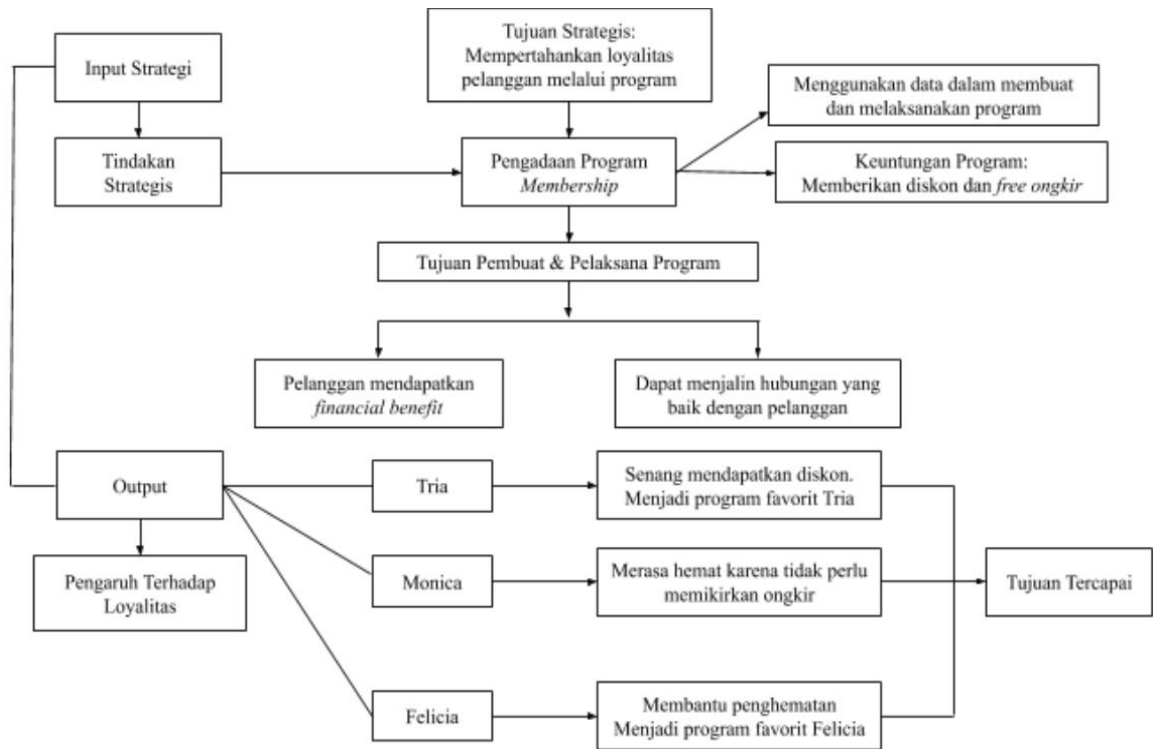 Input Strategi
Tujuan Strategis:
Mempertahankan loyalitas
pelanggan melalui program
Menggunakan data dalam membuat
dan melaksanakan program
Tindakan
Strategis
Pengadaan Program
Membership
Keuntungan Program:
Memberikan diskon dan free ongkir
Tujuan Pembuat & Pelaksana Program
Pelanggan mendapatkan
financial benefit
Dapat menjalin hubungan yang
baik dengan pelanggan
Output
Tria
Senang mendapatkan diskon.
Menjadi program favorit Tria
Pengaruh Terhadap
Loyalitas
Monica
Merasa hemat karena tidak perlu
memikirkan ongkir
Tujuan Tercapai
Felicia
Membantu penghematan
Menjadi program favorit Felicia